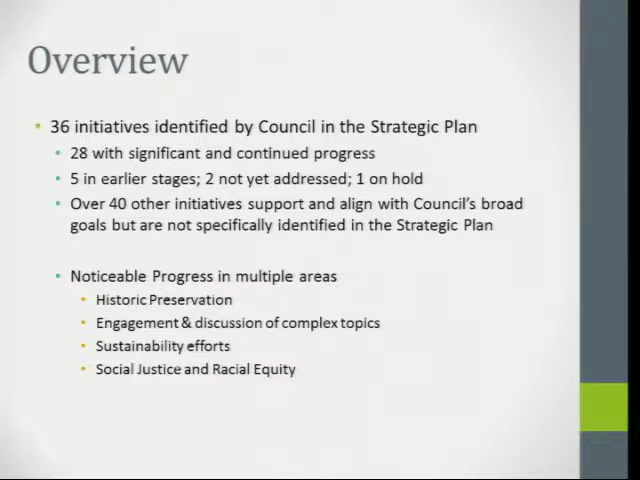 Overview
• 36 initiatives identified by Council in the Strategic Plan
• 28 with significant and continued progress
• 5 in earlier stages; 2 not yet addressed; 1 on hold
• Over 40 other initiatives support and align with Council's broad
goals but are not specifically identified in the Strategic Plan
• Noticeable Progress in multiple areas
• Historic Preservation
• Engagement & discussion of complex topics
• Sustainability efforts
• Social Justice and Racial Equity